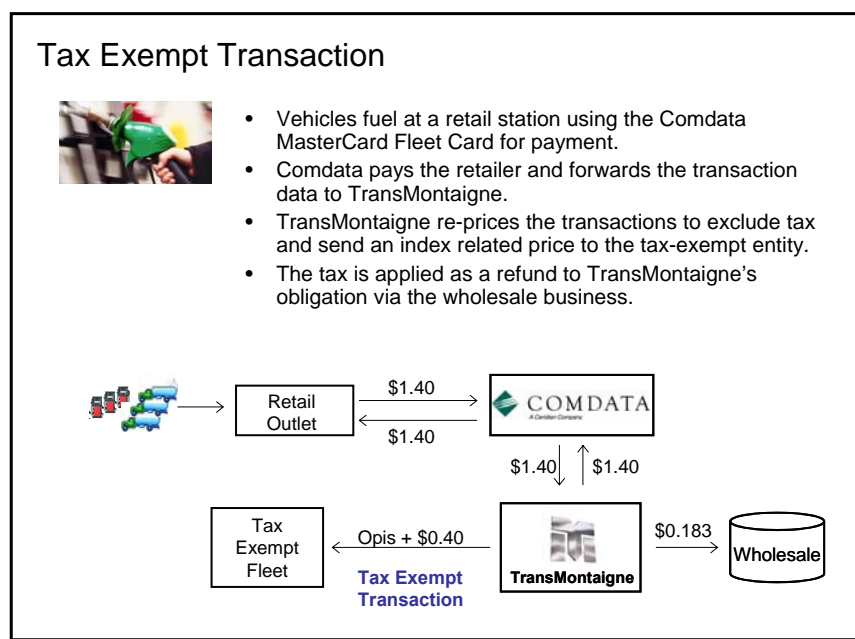 Tax Exempt Transaction
• Vehicles fuel at a retail station using the Comdata
MasterCard Fleet Card for payment.
• Comdata pays the retailer and forwards the transaction
data to TransMontaigne.
• TransMontaigne re-prices the transactions to exclude tax
and send an index related price to the tax-exempt entity.
• The tax is applied as a refund to TransMontaigne's
obligation via the wholesale business.
Retail
Outlet
$1.40
$1.40
COMDATA
A Ceridian Company
$1.40
$1.40
Tax
Exempt
Fleet
Opis + $0.40
Tax Exempt
Transaction
TransMontaigne
$0.183
Wholesale